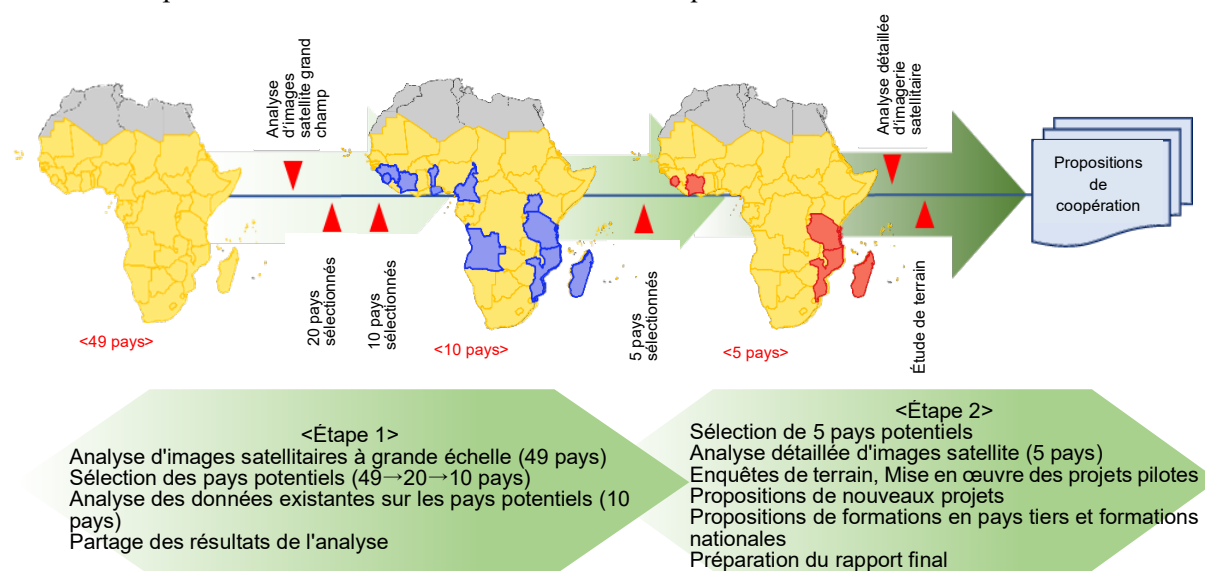 Analyse
d'images
satellite grand
champ
Analyse
détaillée
d'imagerie
satellitaire
Propositions
de
coopération
20 pays
sélectionnés
10 pays
sélectionnés
5 pays
sélectionnés
Étude de terrain
<49 pays>
<10 pays>
<5 pays>
<Étape 1>
Analyse d'images satellitaires à grande échelle (49 pays)
Sélection des pays potentiels (49→20→10 pays)
Analyse des données existantes sur les pays potentiels (10
pays)
Partage des résultats de l'analyse
<Étape 2>
Sélection de 5 pays potentiels
Analyse détaillée d'images satellite (5 pays)
Enquêtes de terrain, Mise en œuvre des projets pilotes
Propositions de nouveaux projets
Propositions de formations en pays tiers et formations
nationales
Préparation du rapport final